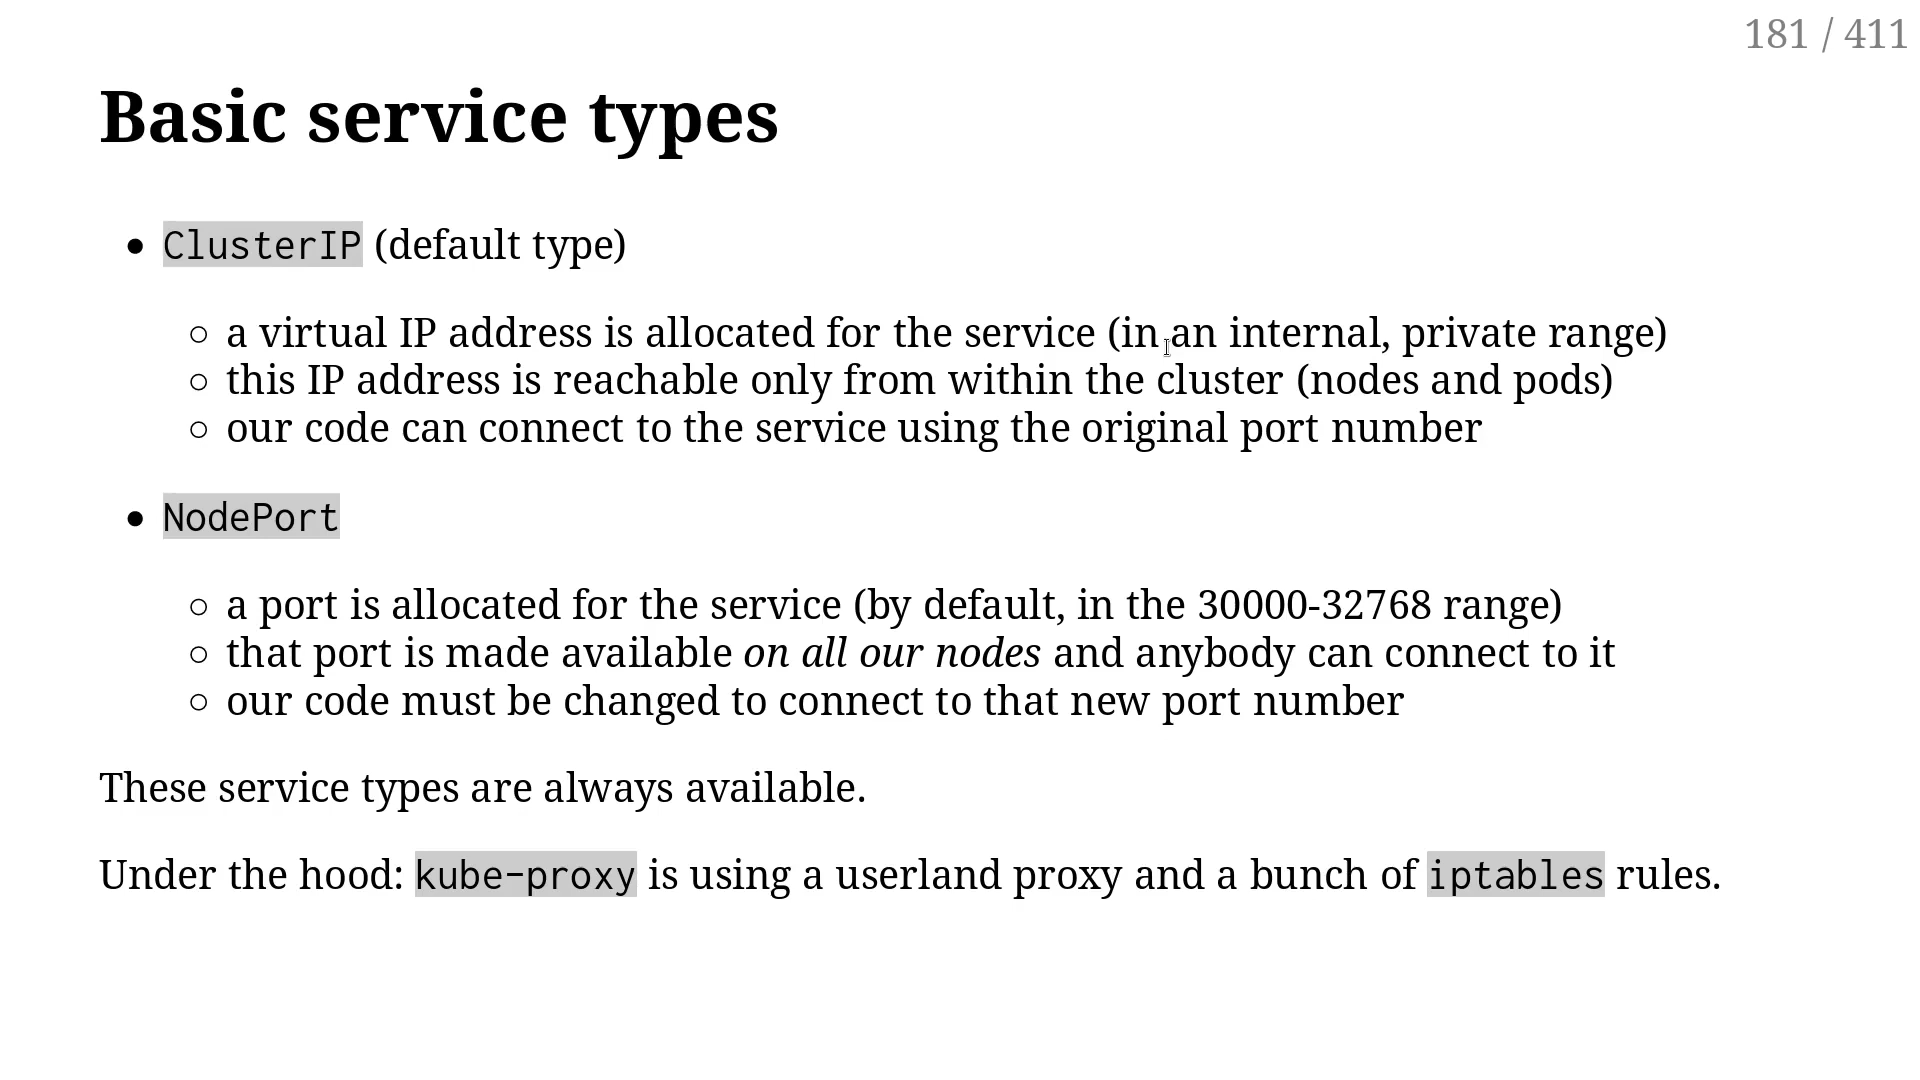 181 / 411
Basic service types
• ClusterIP (default type)
○ a virtual IP address is allocated for the service (in an internal, private range)
○ this IP address is reachable only from within the cluster (nodes and pods)
○ our code can connect to the service using the original port number
• NodePort
○ a port is allocated for the service (by default, in the 30000-32768 range)
○ that port is made available on all our nodes and anybody can connect to it
○ our code must be changed to connect to that new port number
These service types are always available.
Under the hood: kube-proxy is using a userland proxy and a bunch of iptables rules.